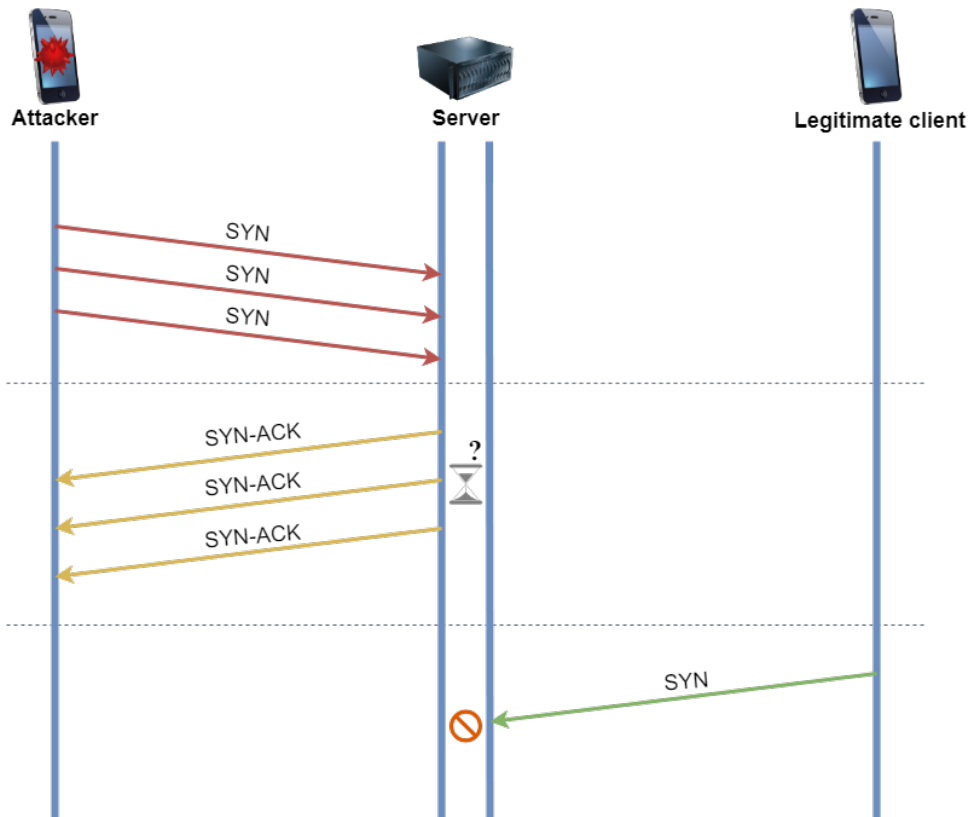 Attacker
Server
Legitimate client
SYN
SYN
SYN
SYN-ACK
?
SYN-ACK
SYN-ACK
SYN